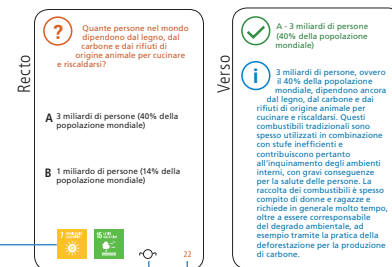 Recto
?
Quante persone nel mondo
dipendono dal legno, dal
carbone e dai rifiuti di
origine animale per cucinare
e riscaldarsi?
A 3 miliardi di persone (40% della
popolazione mondiale)
B 1 miliardo di persone (14% della
popolazione mondiale)
7
15
22
Verso
A - 3 miliardi di persone
(40% della popolazione
mondiale)
i
3 miliardi di persone, ovvero
il 40% della popolazione
mondiale, dipendono ancora
dal legno, dal carbone e dai
rifiuti di origine animale per
cucinare e riscaldarsi. Questi
combustibili tradizionali sono
spesso utilizzati in combinazione
con stufe inefficienti e
contribuiscono pertanto
all'inquinamento degli ambienti
interni, con gravi conseguenze
per la salute delle persone. La
raccolta dei combustibili è spesso
compito di donne e ragazze e
richiede in generale molto tempo,
oltre a essere corresponsabile
del degrado ambientale, ad
esempio tramite la pratica della
deforestazione per la produzione
di carbone.